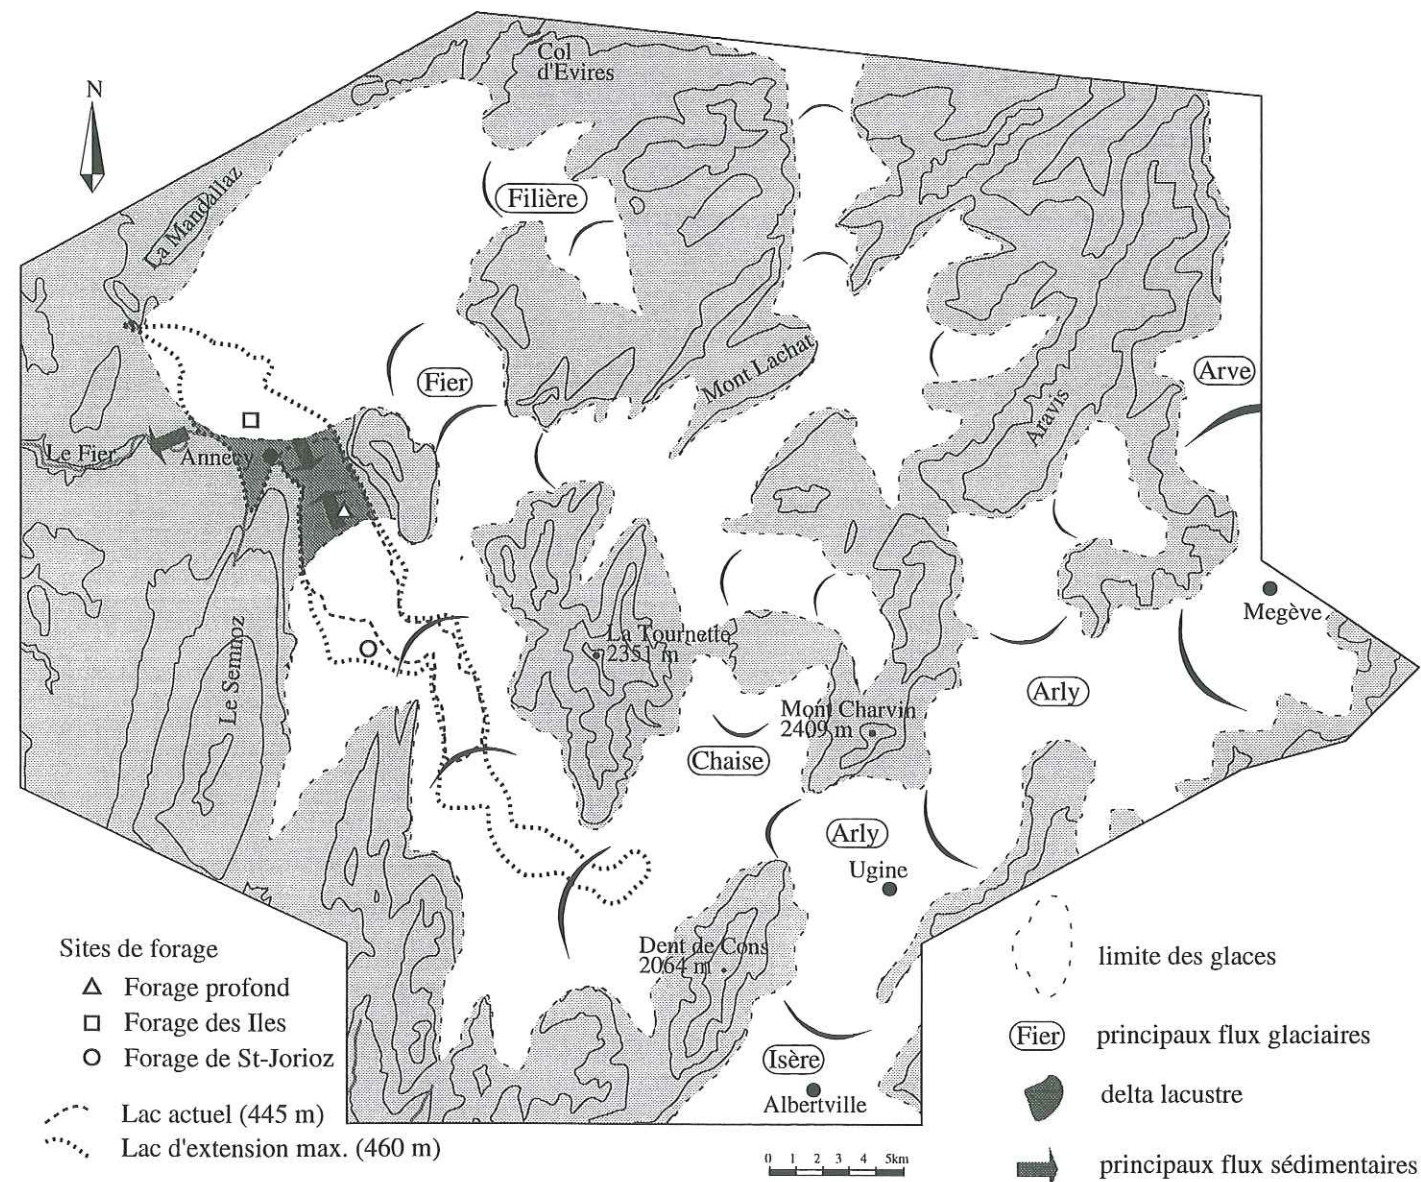 Col
d'Evires
N
La Mandallaz
Filière
Fier
Mont Lachat
Arve
Aravis
Le Fier
Annecy
Megève
La Tournette
2351 m
Le Semnoz
Arly
Mont Charvin
2409 m
Chaise
Arly
Ugine
Dent de Cons
2064 m
Isère
Albertville
Sites de forage
Forage profond
Forage des Iles
Forage de St-Jorioz
Lac actuel (445 m)
Lac d'extension max. (460 m)
0 1 2 3 4 5km
limite des glaces
Fier principaux flux glaciaires
delta lacustre
principaux flux sédimentaires